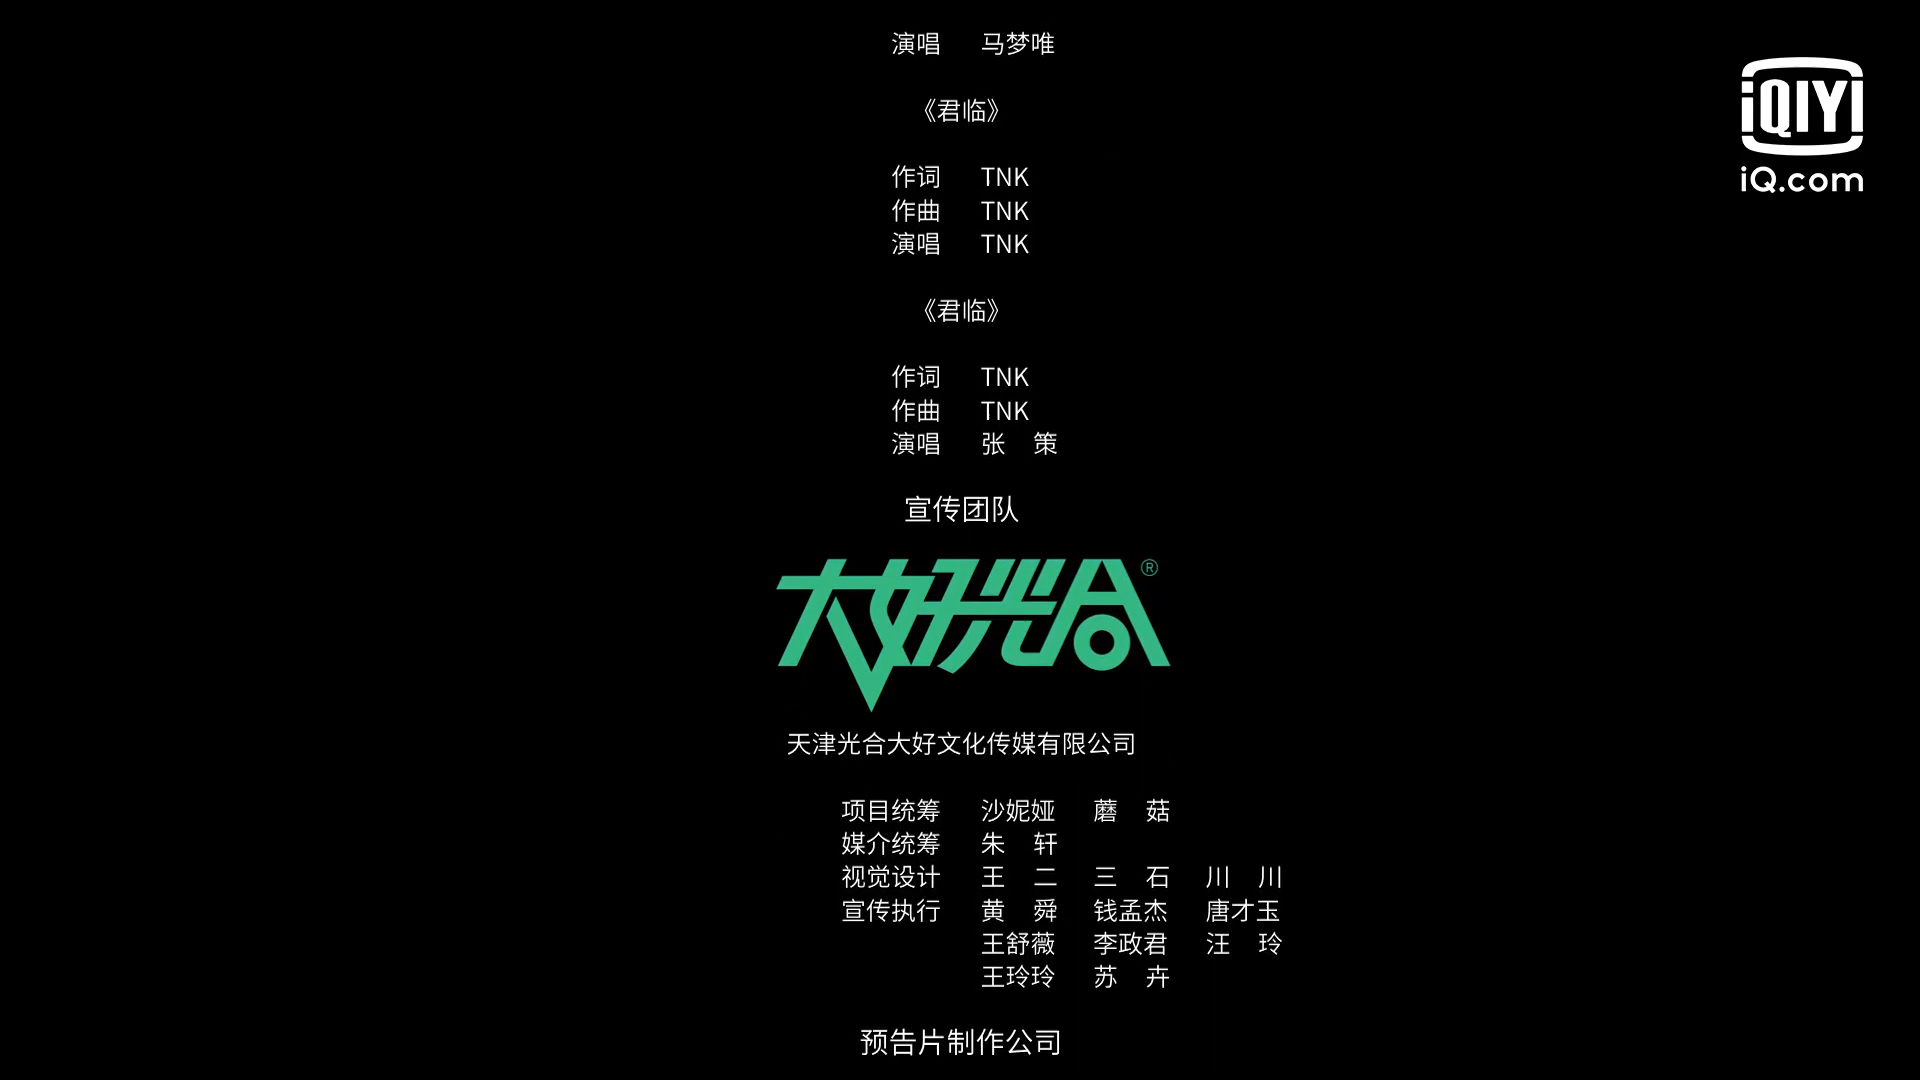 演唱 马梦唯
《君临》
作词 TNK
作曲 TNK
演唱 TNK
《君临》
作词 TNK
作曲 TNK
演唱 张 策
宣传团队
大好光合®
天津光合大好文化传媒有限公司
项目统筹 沙妮娅 蘑 菇
媒介统筹 朱 轩
视觉设计 王 二 三 石 川 川
宣传执行 黄 舜 钱孟杰 唐才玉
王舒薇 李政君 汪 玲
王玲玲 苏 卉
预告片制作公司
iQIYI
iQ.com